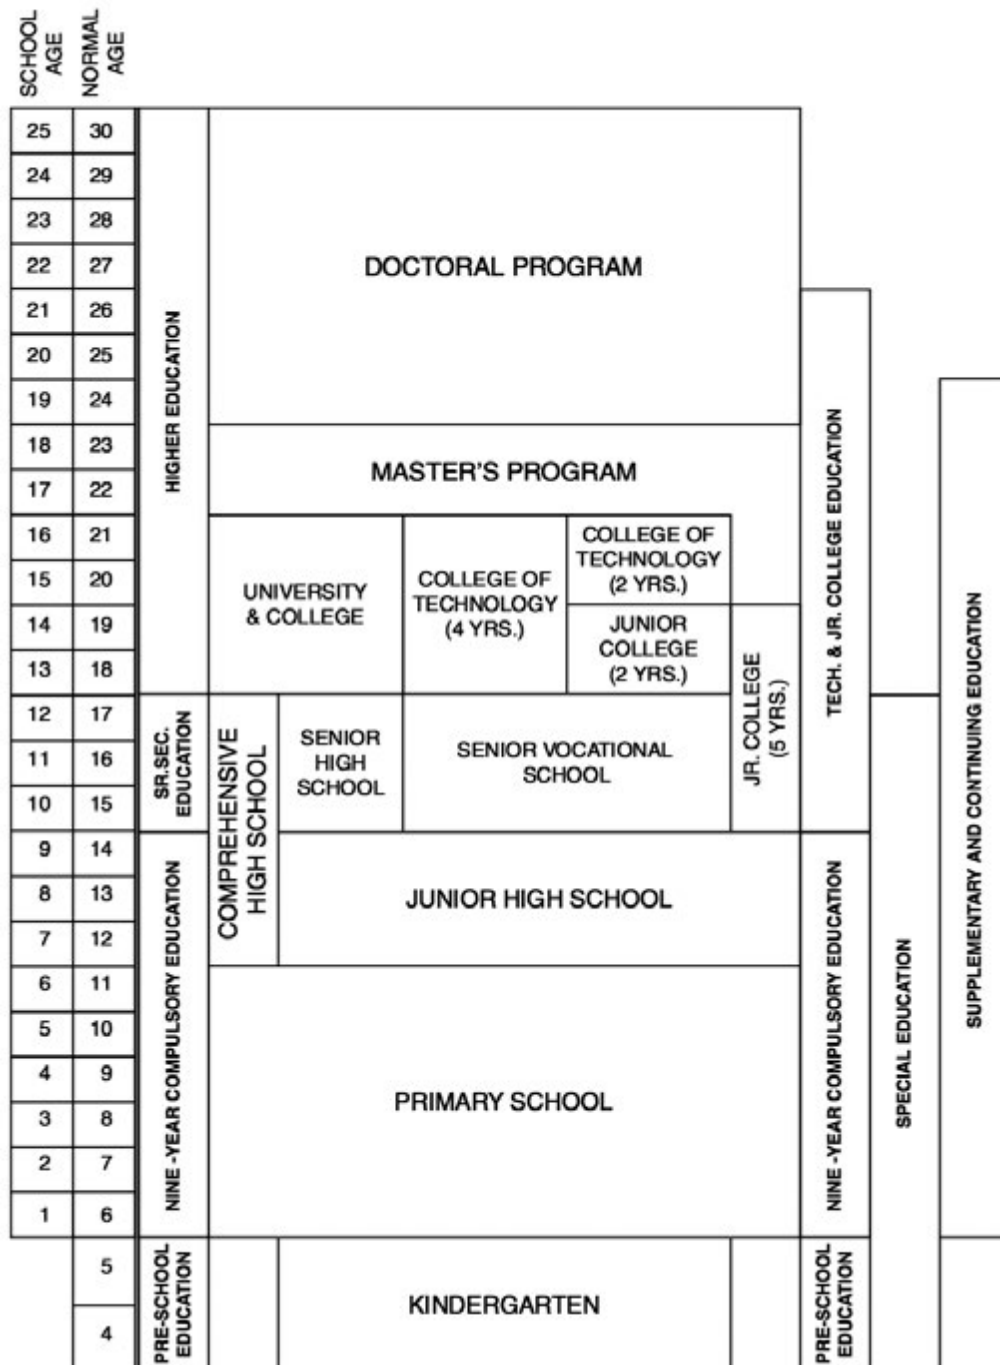 SCHOOL
AGE
NORMAL
AGE
25 30
24 29
23 28
22 27
21 26
20 25
19 24
18 23
17 22
16 21
15 20
14 19
13 18
12 17
11 16
10 15
9 14
8 13
7 12
6 11
5 10
4 9
3 8
2 7
1 6
5
4
HIGHER EDUCATION
SR.SEC.
EDUCATION
NINE -YEAR COMPULSORY EDUCATION
PRE-SCHOOL
EDUCATION
DOCTORAL PROGRAM
MASTER'S PROGRAM
UNIVERSITY
& COLLEGE
COLLEGE OF
TECHNOLOGY
(4 YRS.)
COLLEGE OF
TECHNOLOGY
(2 YRS.)
JUNIOR
COLLEGE
(2 YRS.)
JR. COLLEGE
(5 YRS.)
COMPREHENSIVE
HIGH SCHOOL
SENIOR
HIGH
SCHOOL
SENIOR VOCATIONAL
SCHOOL
JUNIOR HIGH SCHOOL
PRIMARY SCHOOL
KINDERGARTEN
TECH. & JR. COLLEGE EDUCATION
NINE -YEAR COMPULSORY EDUCATION
PRE-SCHOOL
EDUCATION
SPECIAL EDUCATION
SUPPLEMENTARY AND CONTINUING EDUCATION